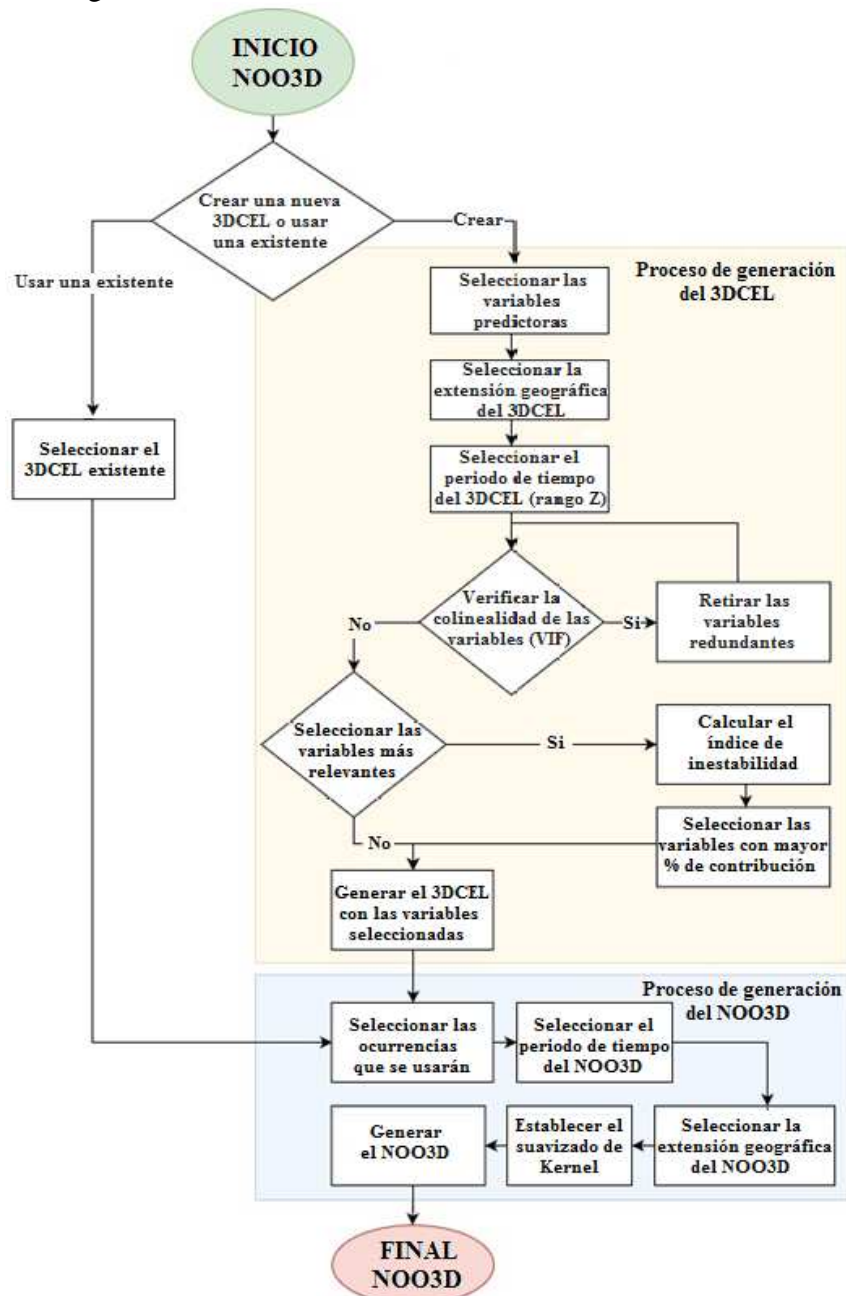 INICIO
NOO3D
Crear una nueva
3DCEL o usar
una existente
Crear
Usar una existente
Proceso de generación
del 3DCEL
Seleccionar las
variables
predictoras
Seleccionar la
extensión geográfica
del 3DCEL
Seleccionar el
3DCEL existente
Seleccionar el
periodo de tiempo
del 3DCEL (rango Z)
Verificar la
colinealidad de las
variables (VIF)
No
Si
Retirar las
variables
redundantes
Seleccionar las
variables más
relevantes
Si
Calcular el
índice de
inestabilidad
No
Seleccionar las
variables con mayor
% de contribución
Generar el 3DCEL
con las variables
seleccionadas
Proceso de generación
del NOO3D
Seleccionar las
ocurrencias
que se usarán
Seleccionar el
periodo de tiempo
del NOO3D
Seleccionar la
extensión geográfica
del NOO3D
Establecer el
suavizado de
Kernel
Generar
el NOO3D
FINAL
NOO3D